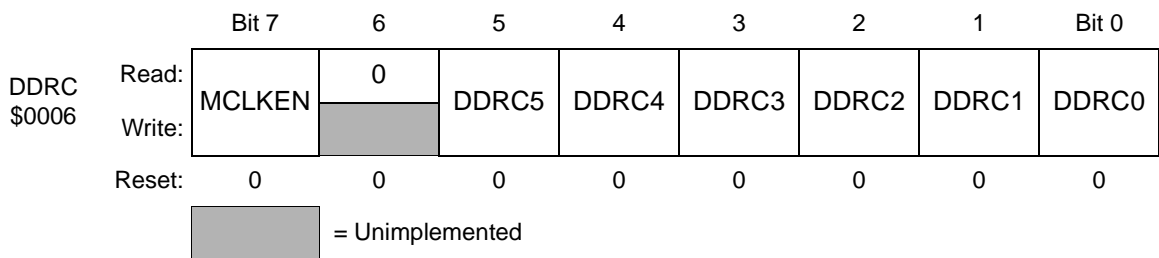 Bit 7 6 5 4 3 2 1 Bit 0
DDRC
$0006
Read:
Write:
MCLKEN
0
DDRC5 DDRC4 DDRC3 DDRC2 DDRC1 DDRC0
Reset: 0 0 0 0 0 0 0 0
= Unimplemented